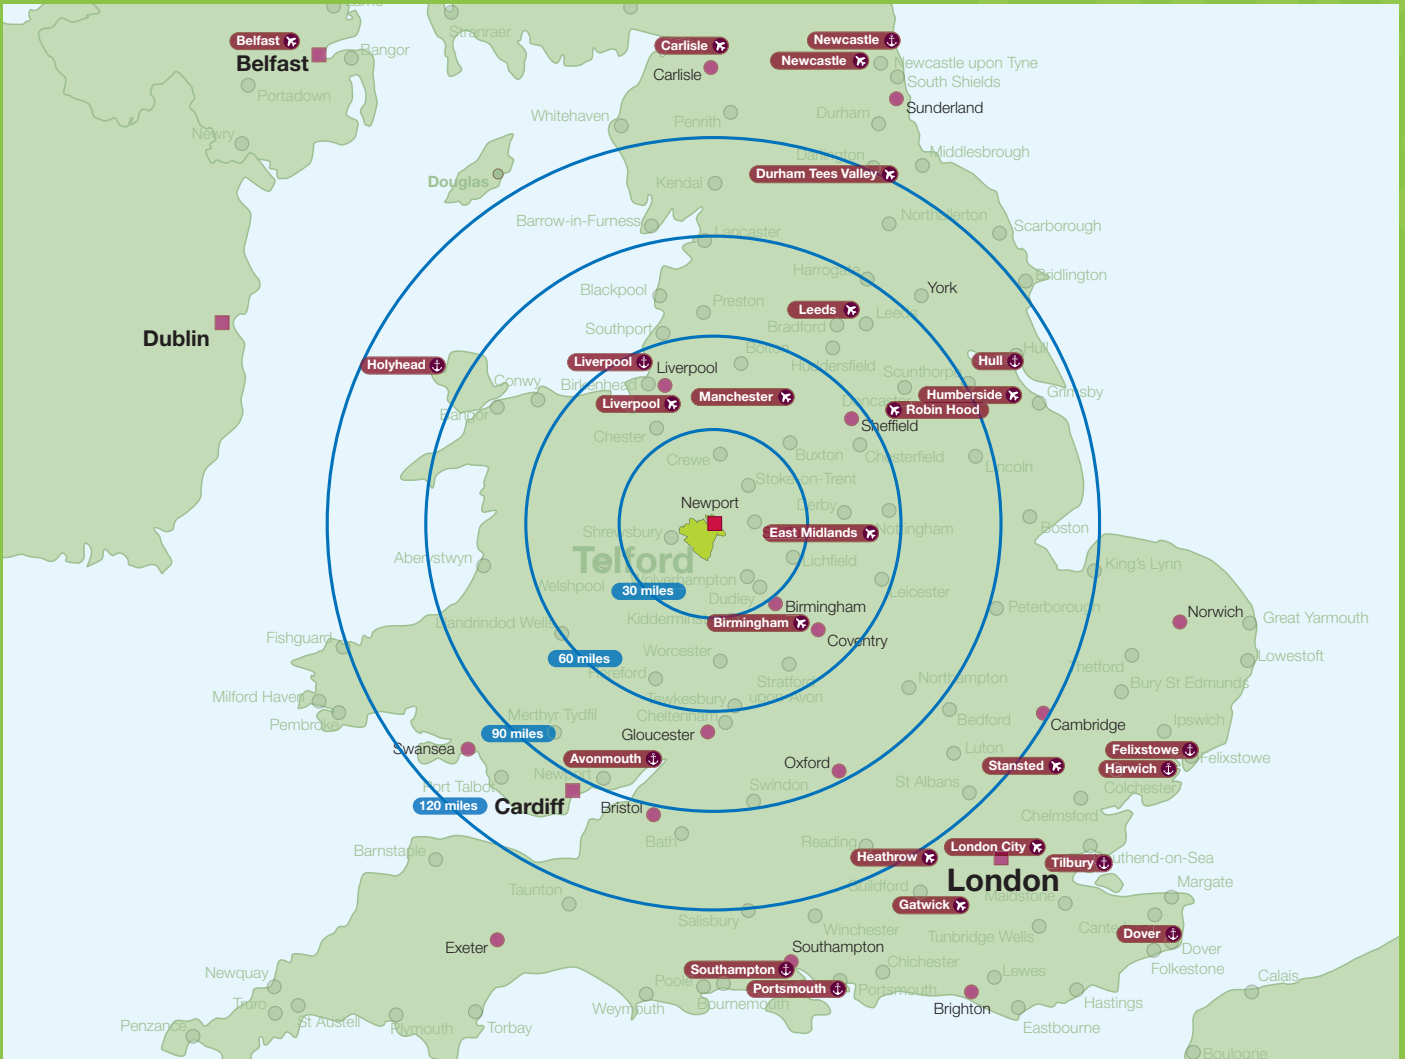 Larne
Stranraer
Belfast
Belfast
Bangor
Carlisle
Carlisle
Newcastle
Newcastle
Newcastle upon Tyne
South Shields
Portadown
Sunderland
Whitehaven
Penrith
Durham
Newry
Darlington
Middlesbrough
Douglas
Kendal
Durham Tees Valley
Barrow-in-Furness
Lancaster
Northallerton
Scarborough
Harrogate
Bridlington
Blackpool
Preston
York
Leeds
Leeds
Dublin
Southport
Bradford
Holyhead
Liverpool
Liverpool
Bolton
Huddersfield
Hull
Hull
Conwy
Birkenhead
Scunthorpe
Bangor
Liverpool
Manchester
Doncaster
Humberside
Grimsby
Robin Hood
Chester
Sheffield
Crewe
Buxton
Chesterfield
Lincoln
Stoke-on-Trent
Newport
Derby
Shrewsbury
East Midlands
Nottingham
Boston
Aberystwyn
Telford
Lichfield
King's Lynn
Welshpool
Wolverhampton
30 miles
Dudley
Leicester
Birmingham
Peterborough
Norwich
Great Yarmouth
Llandrindod Wells
Kidderminster
Birmingham
Coventry
Fishguard
60 miles
Worcester
Thetford
Lowestoft
Hereford
Stratford
upon-Avon
Northampton
Bury St Edmunds
Milford Haven
Tewkesbury
Pembroke
Merthyr Tydfil
Cheltenham
Bedford
Cambridge
Ipswich
90 miles
Gloucester
Swansea
Avonmouth
Oxford
Luton
Stansted
Felixstowe
Felixstowe
Harwich
Port Talbot
Newport
Swindon
St Albans
Colchester
120 miles
Cardiff
Bristol
Chelmsford
Bath
Reading
Barnstaple
Heathrow
London City
Tilbury
Southend-on-Sea
London
Taunton
Guildford
Maidstone
Margate
Salisbury
Gatwick
Winchester
Tunbridge Wells
Dover
Dover
Exeter
Southampton
Southampton
Chichester
Lewes
Folkestone
Newquay
Poole
Portsmouth
Portsmouth
Calais
Truro
Weymouth
Bournemouth
Brighton
Hastings
Penzance
St Austell
Plymouth
Torbay
Eastbourne
Boulogne